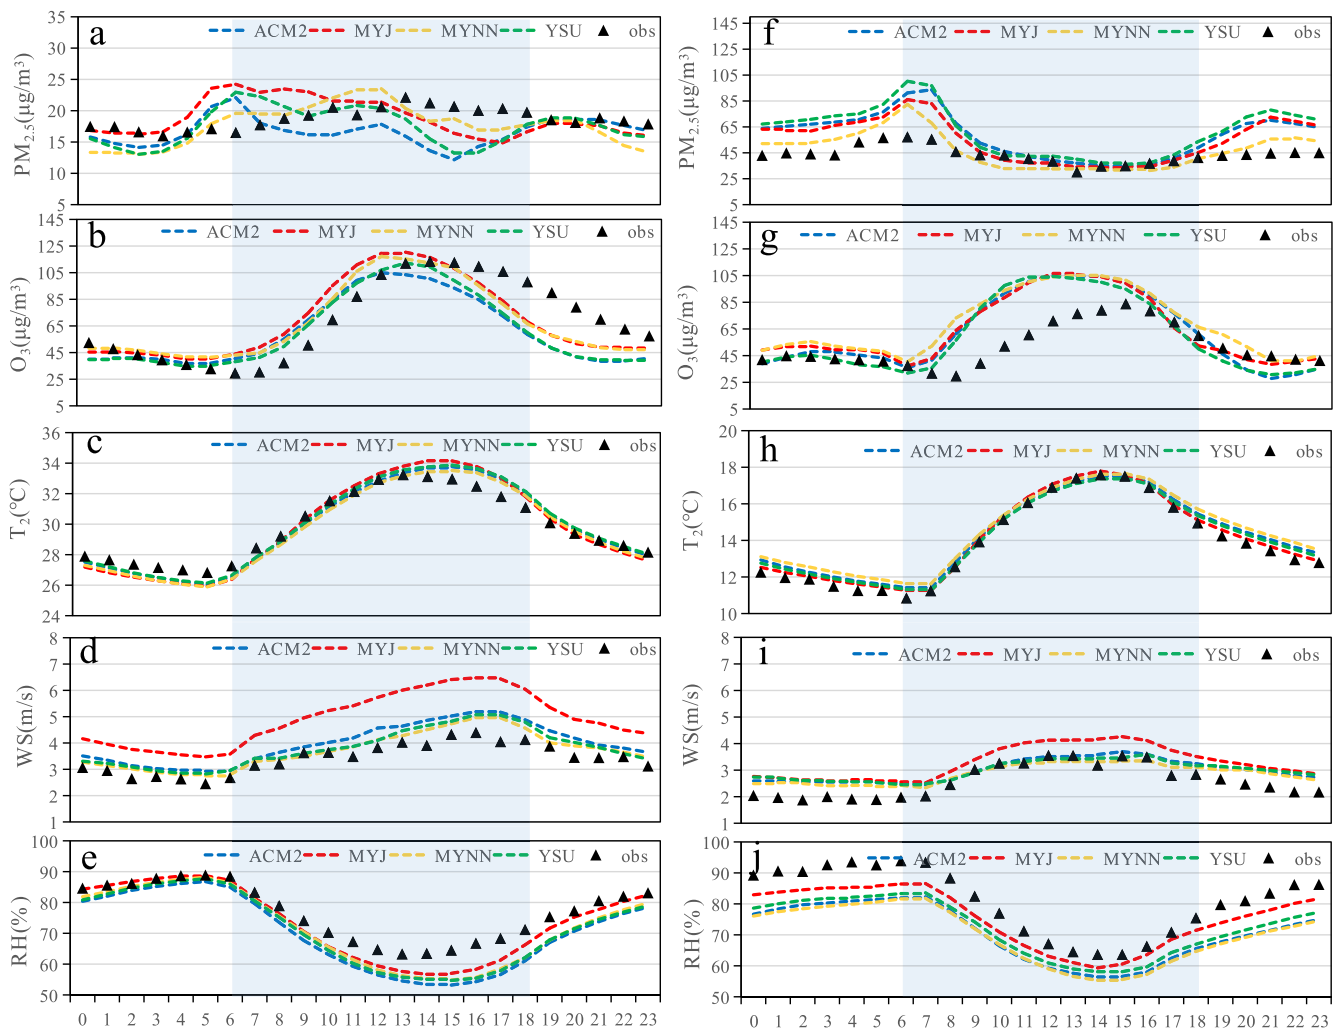 a
ACM2 MYJ MYNN YSU obs
35
30
25
20
15
10
5
PM2.5(μg/m³)
b
ACM2 MYJ MYNN YSU obs
145
125
105
85
65
45
25
5
O3(μg/m³)
c
ACM2 MYJ MYNN YSU obs
36
34
32
30
28
26
24
T2(℃)
d
ACM2 MYJ MYNN YSU obs
8
7
6
5
4
3
2
1
WS(m/s)
e
ACM2 MYJ MYNN YSU obs
100
90
80
70
60
50
RH(%)
0 1 2 3 4 5 6 7 8 9 10 11 12 13 14 15 16 17 18 19 20 21 22 23
f
ACM2 MYJ MYNN YSU obs
145
125
105
85
65
45
25
5
PM2.5(μg/m³)
g
ACM2 MYJ MYNN YSU obs
145
125
105
85
65
45
25
5
O3(μg/m³)
h
ACM2 MYJ MYNN YSU obs
20
18
16
14
12
10
T2(℃)
i
ACM2 MYJ MYNN YSU obs
8
7
6
5
4
3
2
1
WS(m/s)
j
ACM2 MYJ MYNN YSU obs
100
90
80
70
60
50
RH(%)
0 1 2 3 4 5 6 7 8 9 10 11 12 13 14 15 16 17 18 19 20 21 22 23